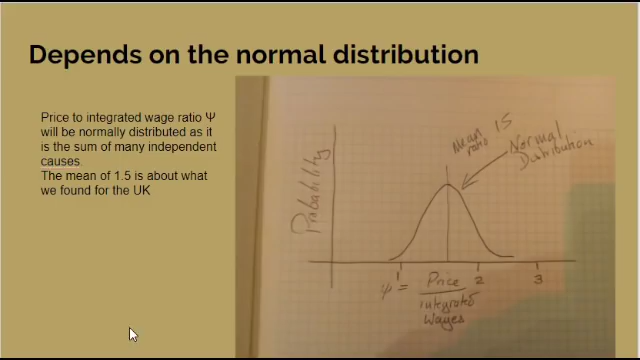 Depends on the normal distribution
Price to integrated wage ratio Ψ
will be normally distributed as it
is the sum of many independent
causes.
The mean of 1.5 is about what
we found for the UK
Probability
Mean 1.5
ratio
Normal
Distribution
1 2 3
Ψ = Price
integrated
Wages